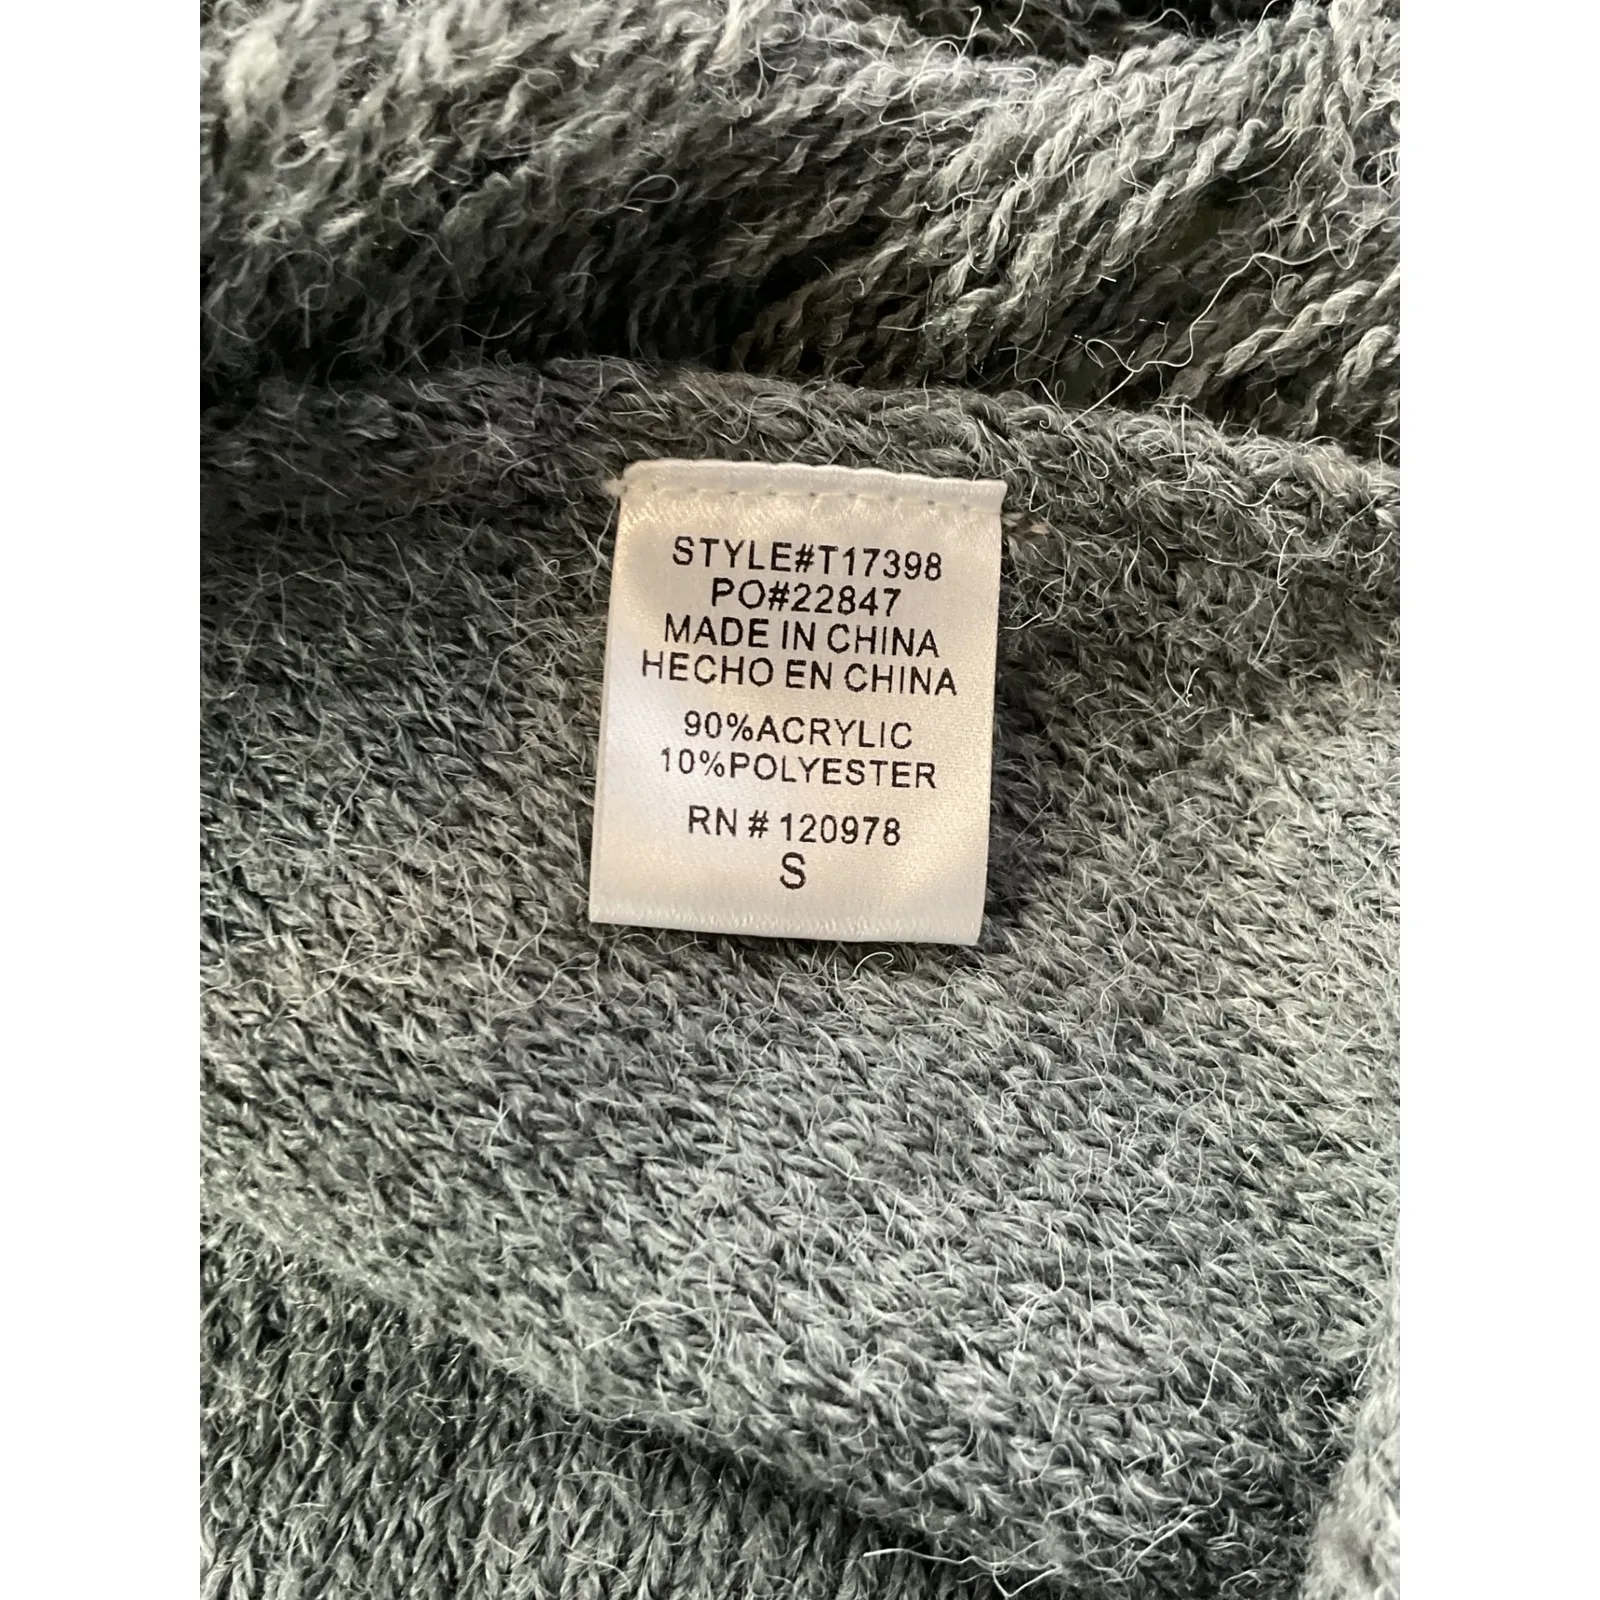 STYLE#T17398
PO#22847
MADE IN CHINA
HECHO EN CHINA
90%ACRYLIC
10%POLYESTER
RN # 120978
S